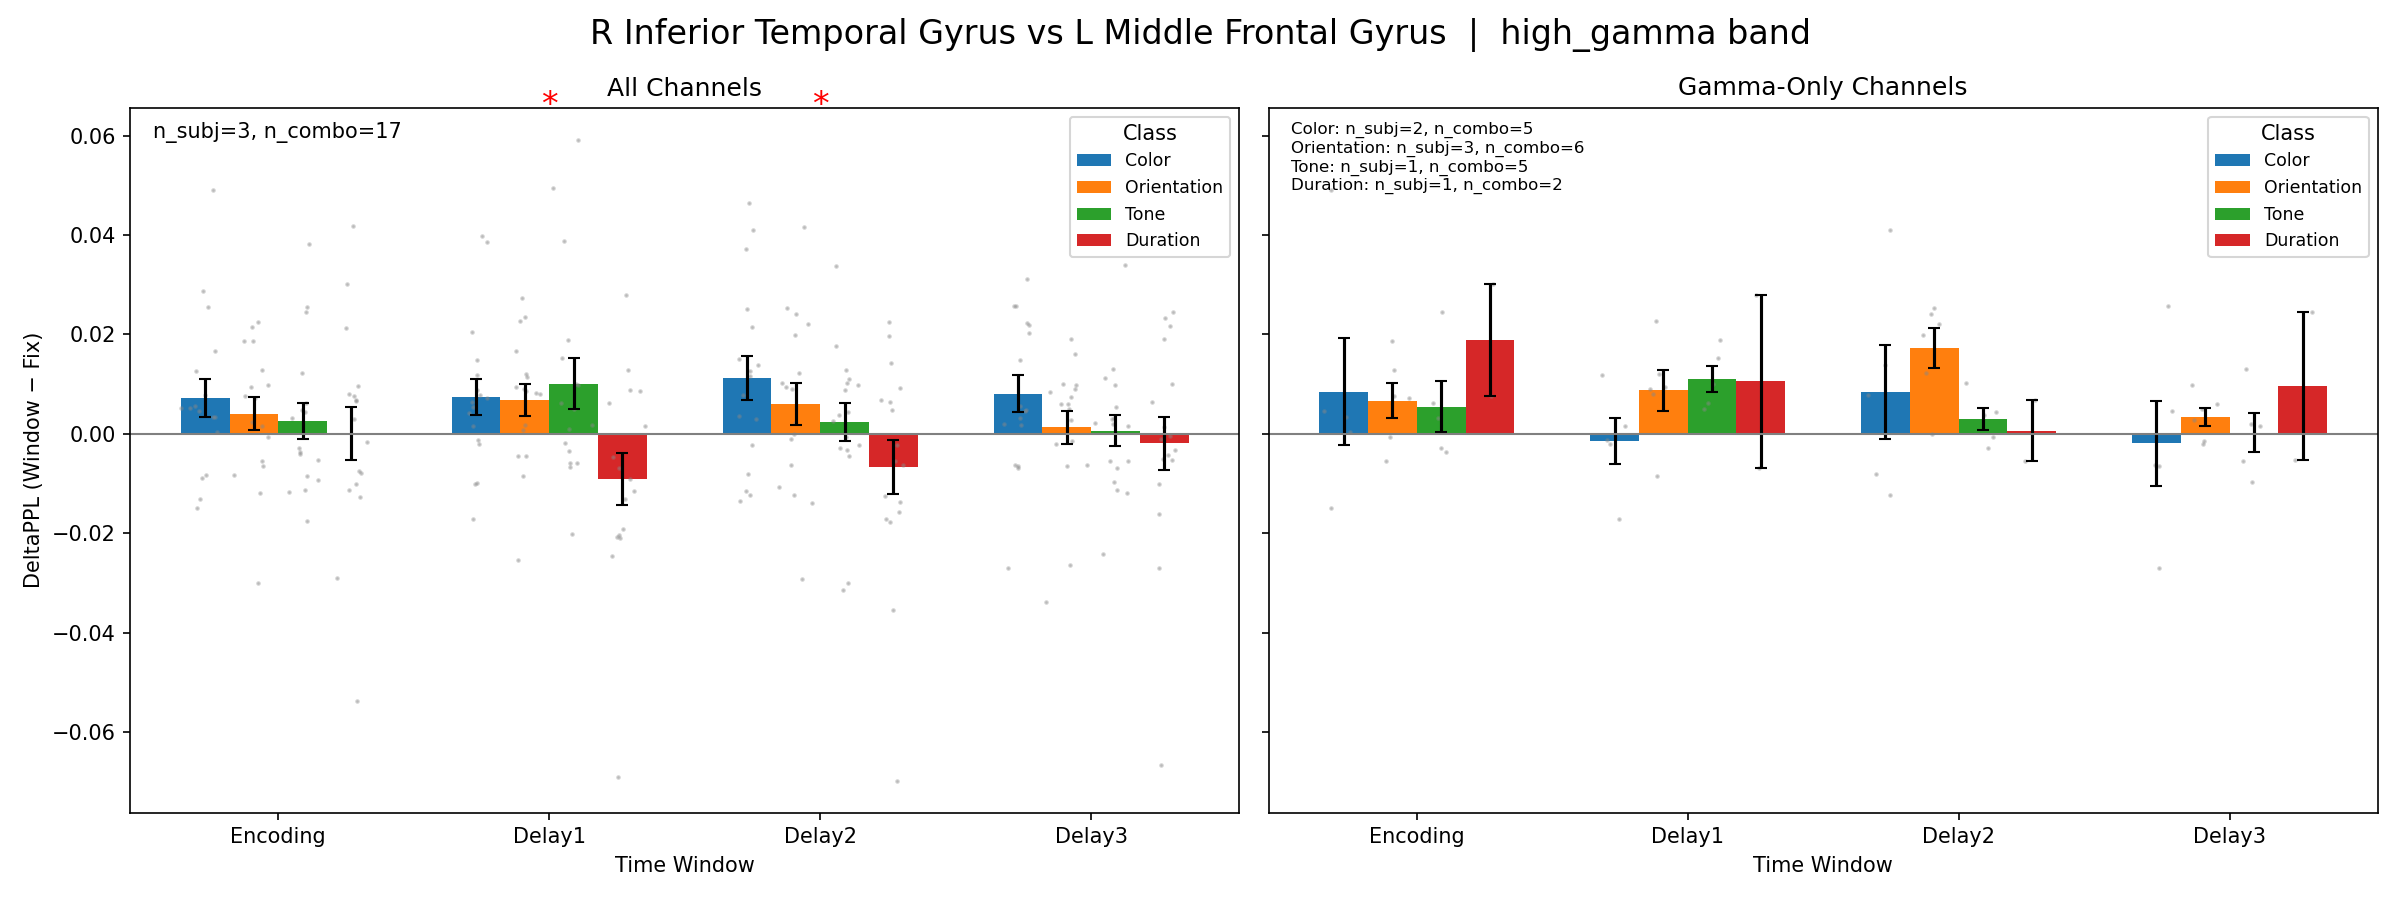 R Inferior Temporal Gyrus vs L Middle Frontal Gyrus | high_gamma band
All Channels
* *
n_subj=3, n_combo=17
Class
Color
Orientation
Tone
Duration
0.06
0.04
0.02
0.00
−0.02
−0.04
−0.06
DeltaPPL (Window − Fix)
Encoding Delay1 Delay2 Delay3
Time Window
Gamma-Only Channels
Color: n_subj=2, n_combo=5
Orientation: n_subj=3, n_combo=6
Tone: n_subj=1, n_combo=5
Duration: n_subj=1, n_combo=2
Class
Color
Orientation
Tone
Duration
Encoding Delay1 Delay2 Delay3
Time Window